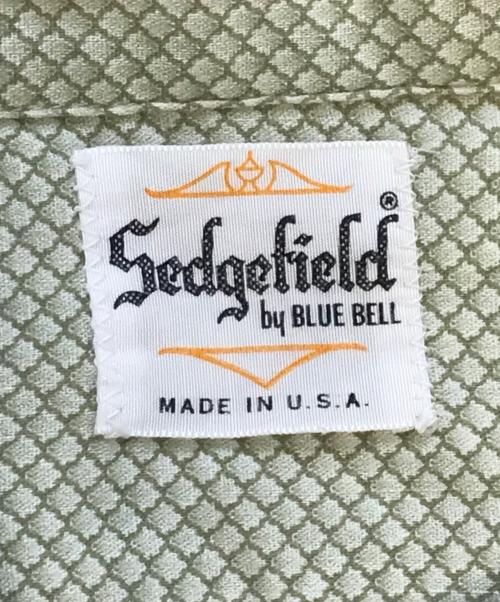 ®
Sedgefield
by BLUE BELL
MADE IN U.S.A.